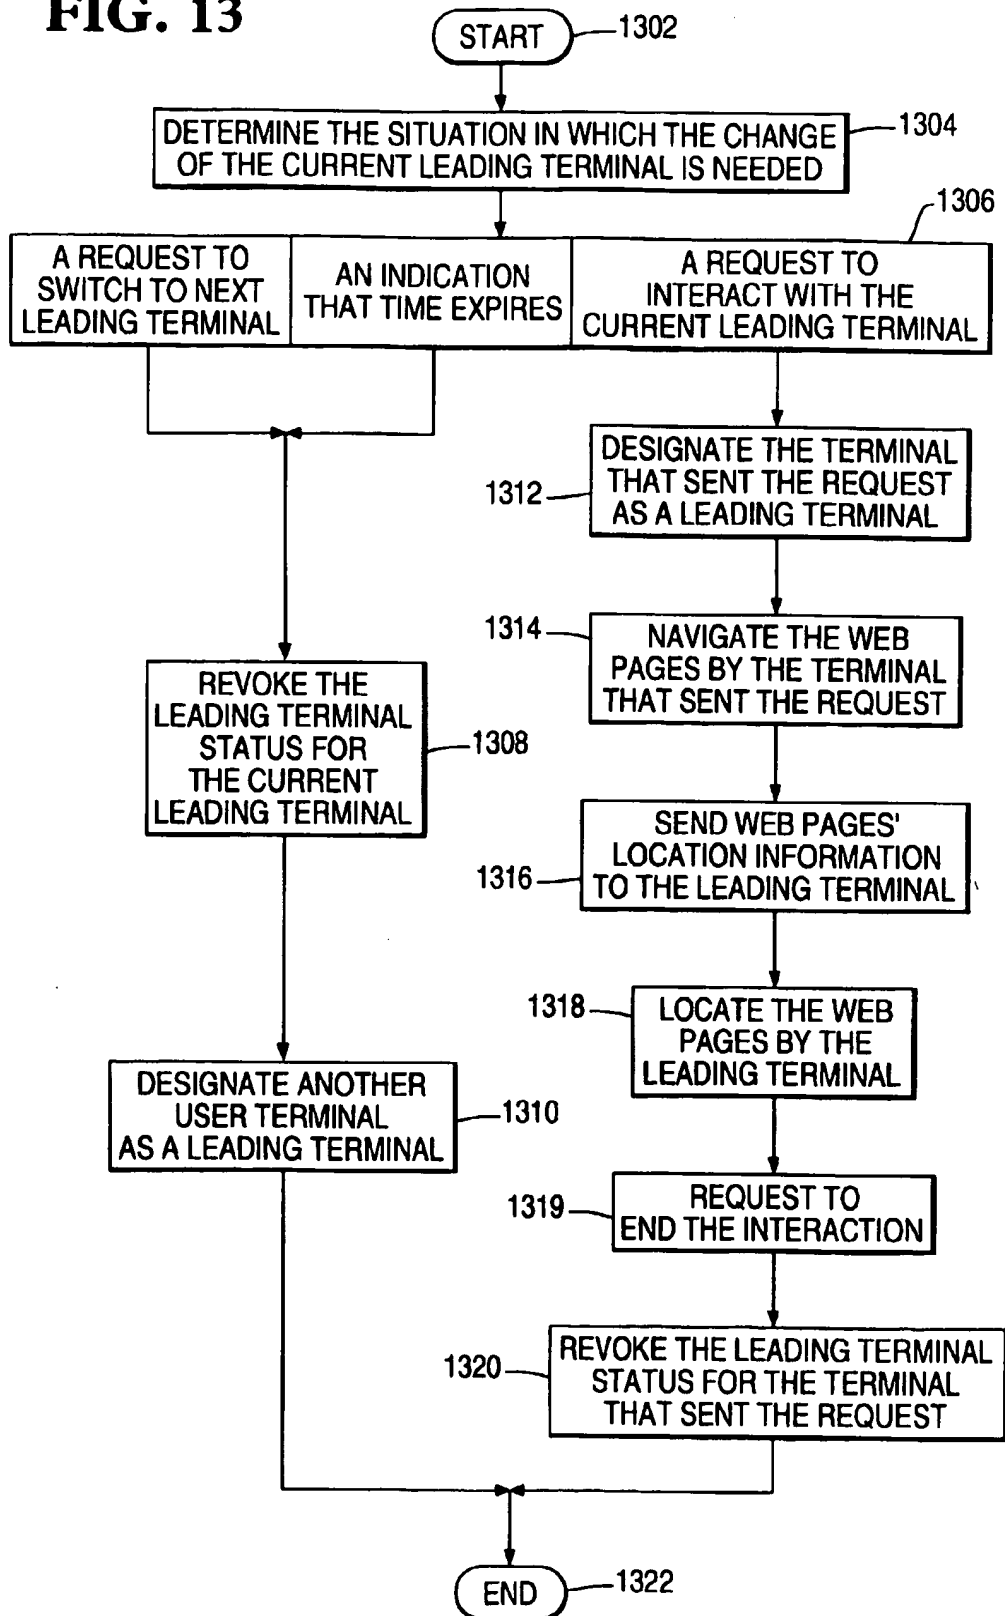 FIG. 13
START
1302
DETERMINE THE SITUATION IN WHICH THE CHANGE
OF THE CURRENT LEADING TERMINAL IS NEEDED
1304
1306
A REQUEST TO
SWITCH TO NEXT
LEADING TERMINAL
AN INDICATION
THAT TIME EXPIRES
A REQUEST TO
INTERACT WITH THE
CURRENT LEADING TERMINAL
1312
DESIGNATE THE TERMINAL
THAT SENT THE REQUEST
AS A LEADING TERMINAL
1314
NAVIGATE THE WEB
PAGES BY THE TERMINAL
THAT SENT THE REQUEST
REVOKE THE
LEADING TERMINAL
STATUS FOR
THE CURRENT
LEADING TERMINAL
1308
SEND WEB PAGES'
LOCATION INFORMATION
TO THE LEADING TERMINAL
1316
1318
LOCATE THE WEB
PAGES BY THE
LEADING TERMINAL
DESIGNATE ANOTHER
USER TERMINAL
AS A LEADING TERMINAL
1310
1319
REQUEST TO
END THE INTERACTION
1320
REVOKE THE LEADING TERMINAL
STATUS FOR THE TERMINAL
THAT SENT THE REQUEST
END
1322